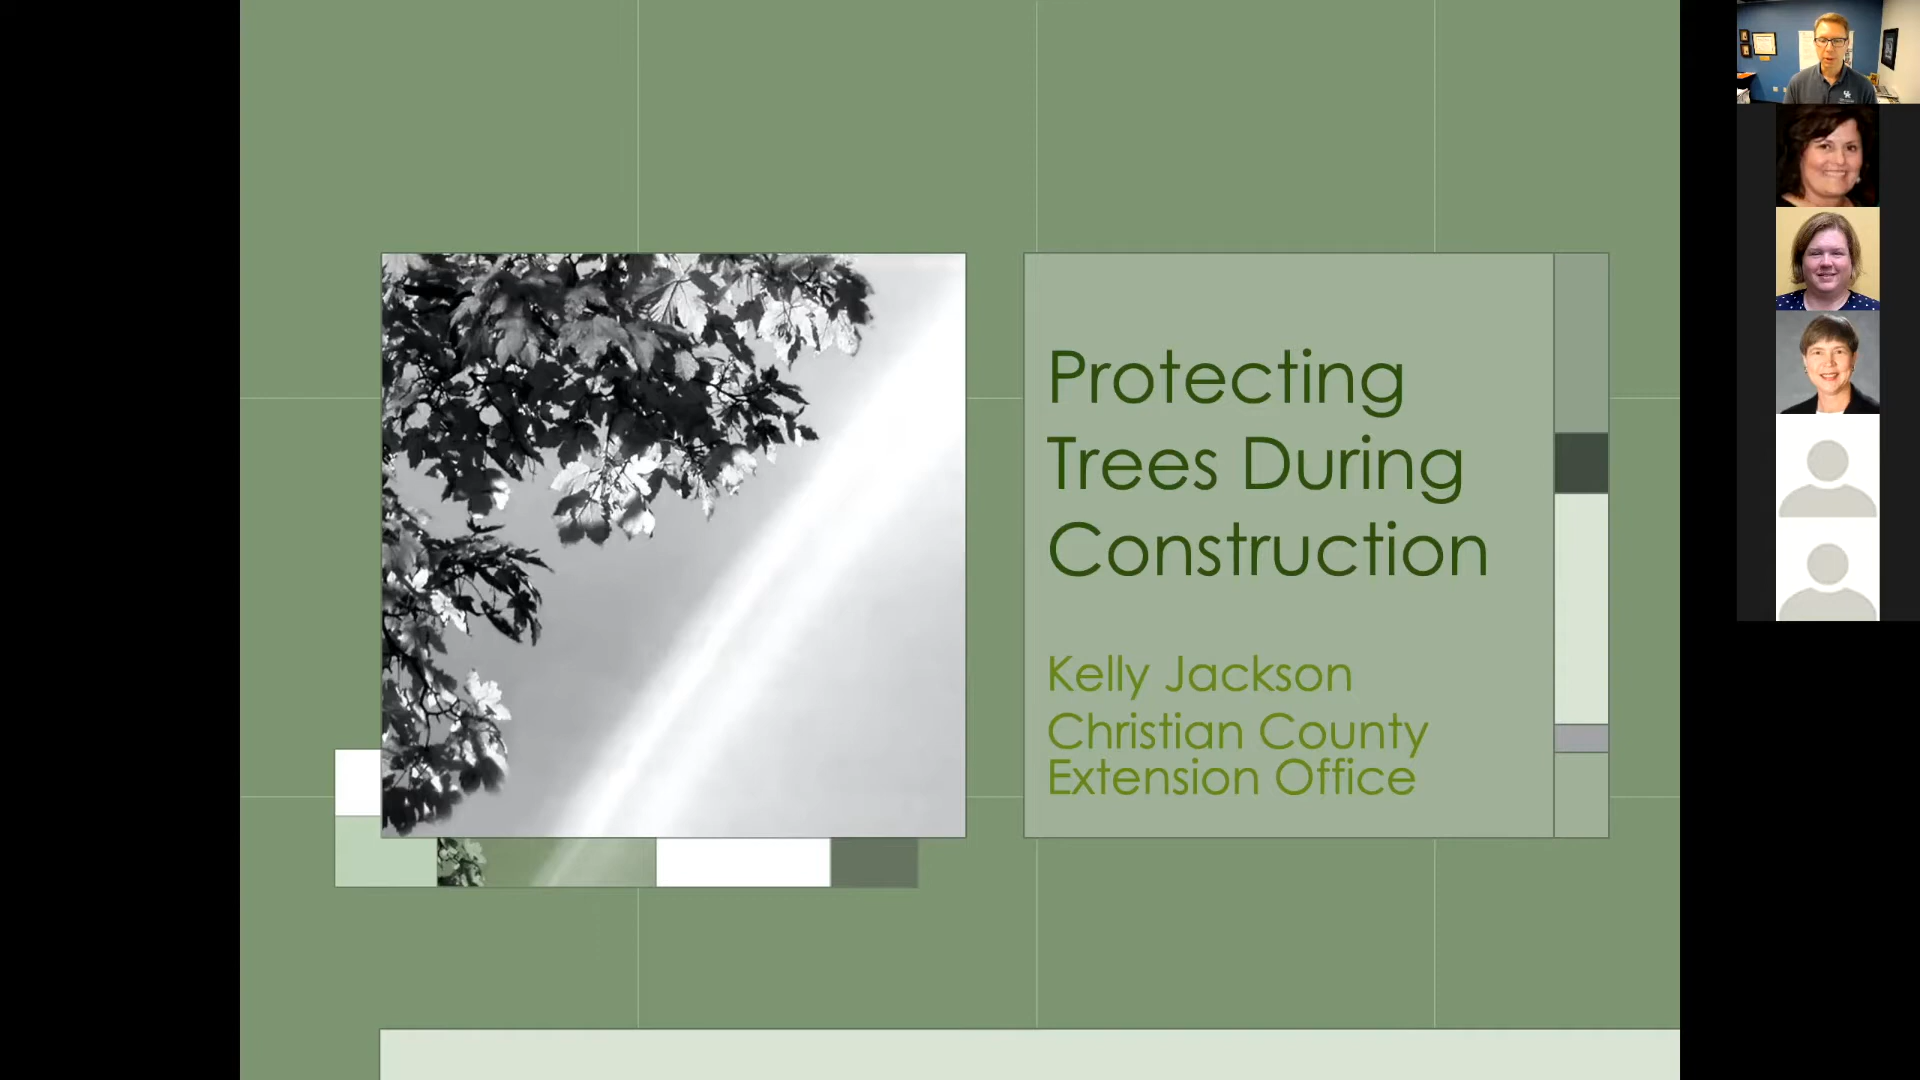 Protecting
Trees During
Construction
Kelly Jackson
Christian County
Extension Office